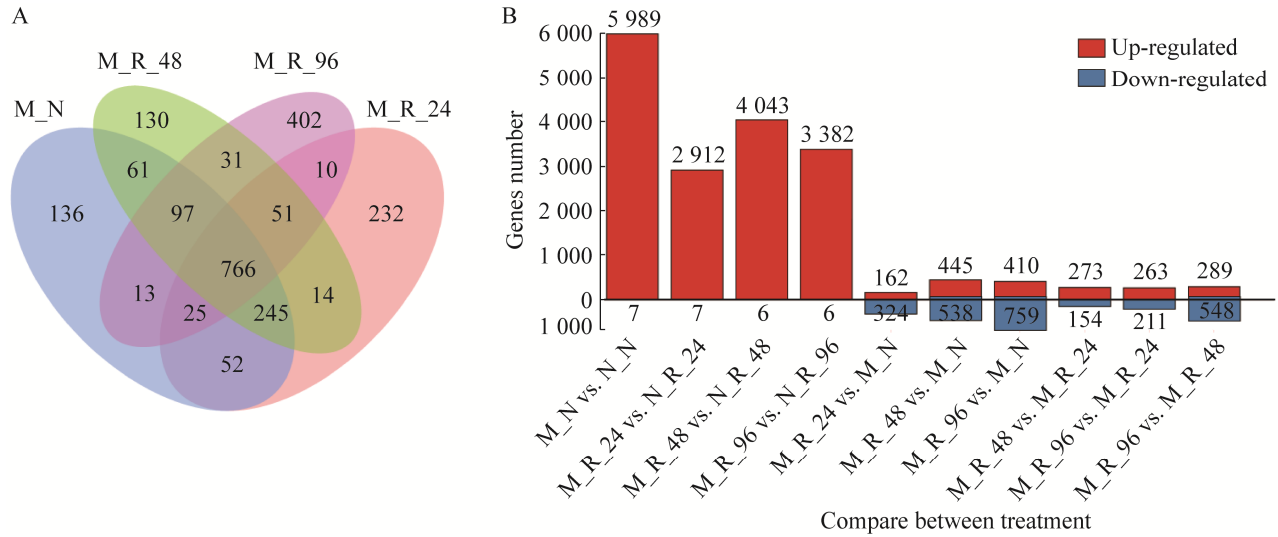 A
M_R_48
M_R_96
M_N
M_R_24
130
402
61
31
10
136
97
51
232
766
13
25
245
14
52
B
5 989
6 000
5 000
4 000
3 000
2 000
1 000
0
1 000
Genes number
Up-regulated
Down-regulated
2 912
4 043
3 382
162
445
410
273
263
289
7
7
6
6
324
538
759
154
211
548
M_N vs. N_N
M_R_24 vs. N_R_24
M_R_48 vs. N_R_48
M_R_96 vs. N_R_96
M_R_24 vs. M_N
M_R_48 vs. M_N
M_R_96 vs. M_N
M_R_48 vs. M_R_24
M_R_96 vs. M_R_24
M_R_96 vs. M_R_48
Compare between treatment